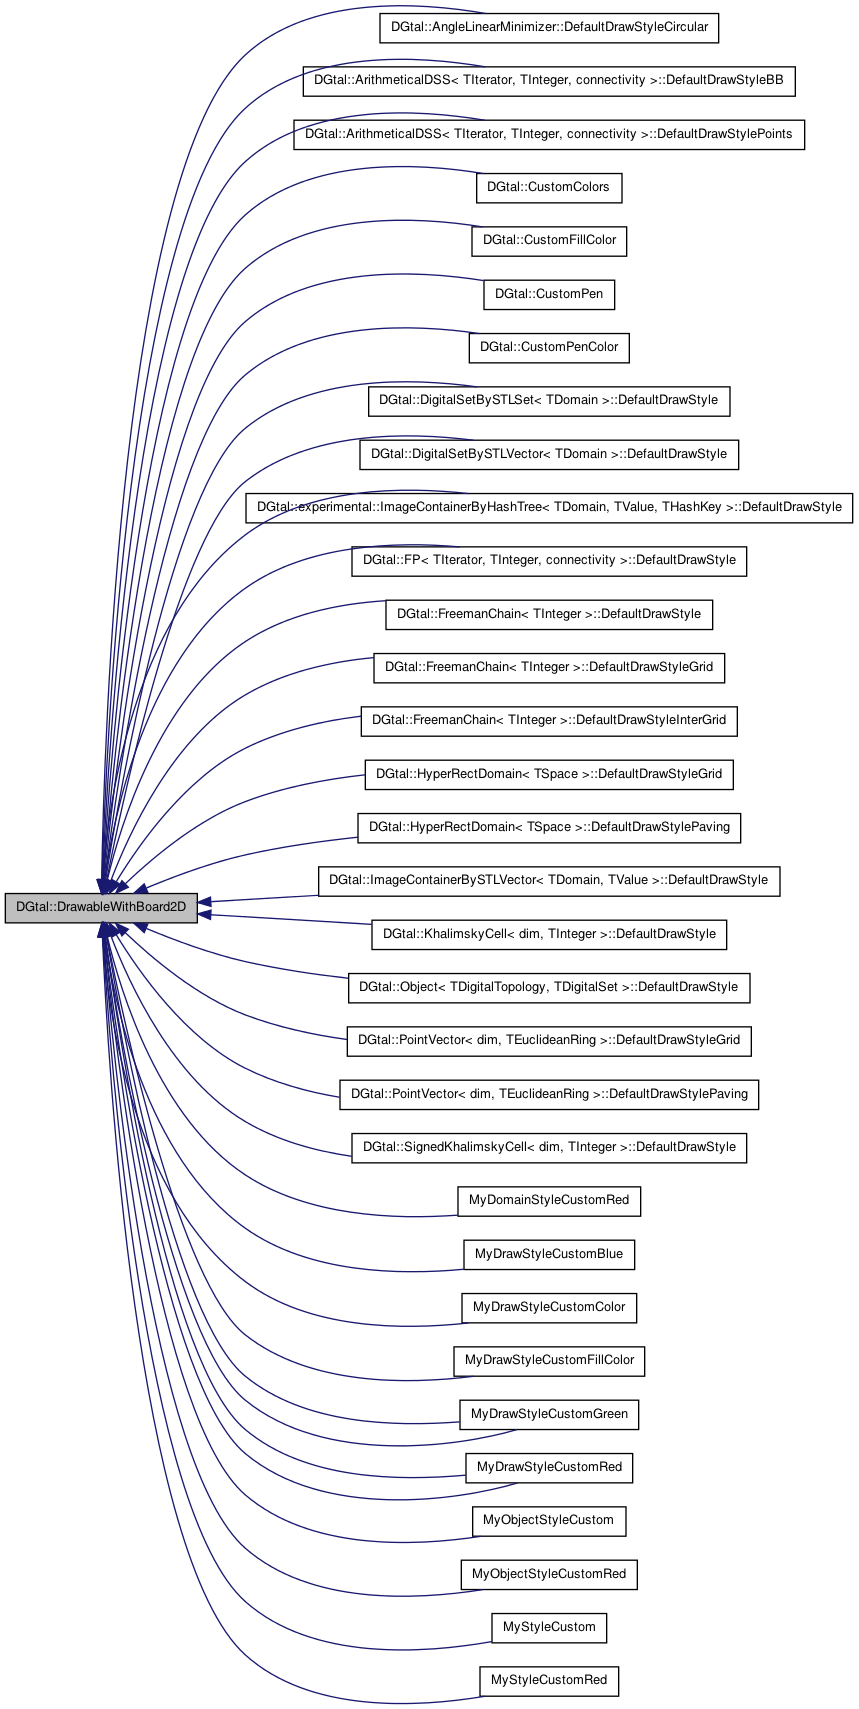 DGtal::AngleLinearMinimizer::DefaultDrawStyleCircular
DGtal::ArithmeticalDSS< TIterator, TInteger, connectivity >::DefaultDrawStyleBB
DGtal::ArithmeticalDSS< TIterator, TInteger, connectivity >::DefaultDrawStylePoints
DGtal::CustomColors
DGtal::CustomFillColor
DGtal::CustomPen
DGtal::CustomPenColor
DGtal::DigitalSetBySTLSet< TDomain >::DefaultDrawStyle
DGtal::DigitalSetBySTLVector< TDomain >::DefaultDrawStyle
DGtal::experimental::ImageContainerByHashTree< TDomain, TValue, THashKey >::DefaultDrawStyle
DGtal::FP< TIterator, TInteger, connectivity >::DefaultDrawStyle
DGtal::FreemanChain< TInteger >::DefaultDrawStyle
DGtal::FreemanChain< TInteger >::DefaultDrawStyleGrid
DGtal::FreemanChain< TInteger >::DefaultDrawStyleInterGrid
DGtal::HyperRectDomain< TSpace >::DefaultDrawStyleGrid
DGtal::HyperRectDomain< TSpace >::DefaultDrawStylePaving
DGtal::ImageContainerBySTLVector< TDomain, TValue >::DefaultDrawStyle
DGtal::DrawableWithBoard2D
DGtal::KhalimskyCell< dim, TInteger >::DefaultDrawStyle
DGtal::Object< TDigitalTopology, TDigitalSet >::DefaultDrawStyle
DGtal::PointVector< dim, TEuclideanRing >::DefaultDrawStyleGrid
DGtal::PointVector< dim, TEuclideanRing >::DefaultDrawStylePaving
DGtal::SignedKhalimskyCell< dim, TInteger >::DefaultDrawStyle
MyDomainStyleCustomRed
MyDrawStyleCustomBlue
MyDrawStyleCustomColor
MyDrawStyleCustomFillColor
MyDrawStyleCustomGreen
MyDrawStyleCustomRed
MyObjectStyleCustom
MyObjectStyleCustomRed
MyStyleCustom
MyStyleCustomRed